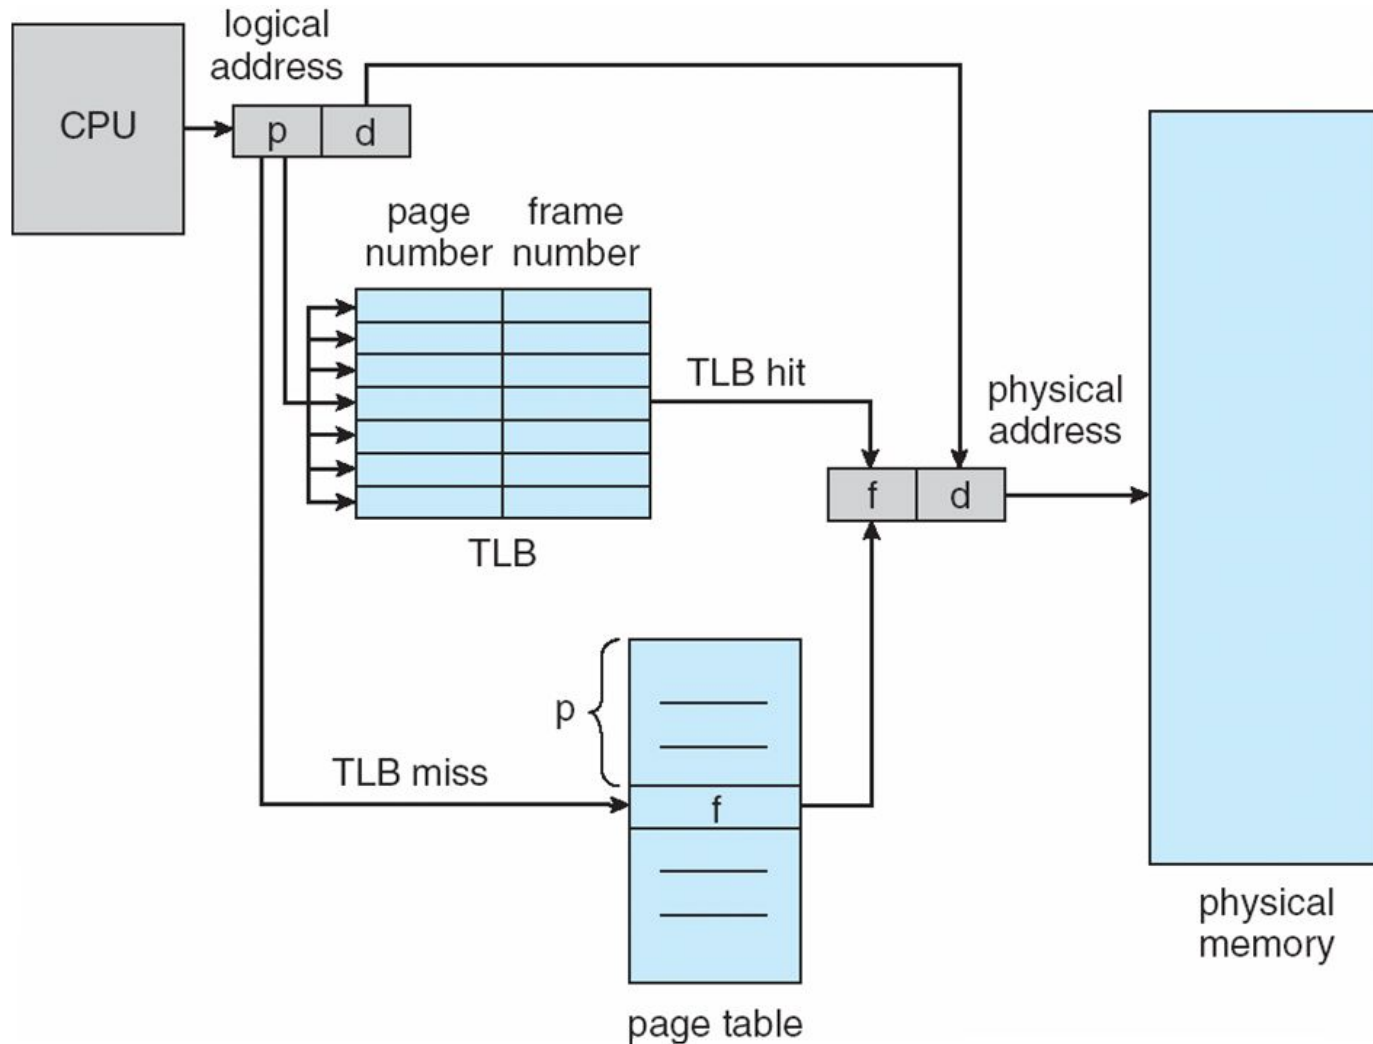 logical
address
CPU
p
d
page
number
frame
number
TLB hit
physical
address
f
d
TLB
p
TLB miss
f
physical
memory
page table